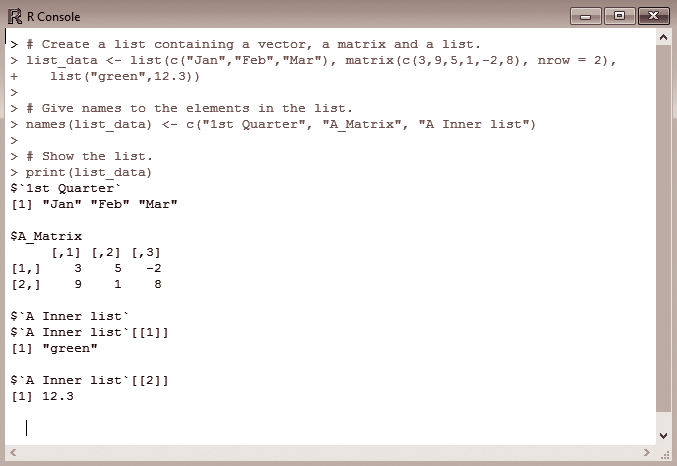 R Console
> # Create a list containing a vector, a matrix and a list.
> list_data <- list(c("Jan","Feb","Mar"), matrix(c(3,9,5,1,-2,8), nrow = 2),
+    list("green",12.3))
>
> # Give names to the elements in the list.
> names(list_data) <- c("1st Quarter", "A_Matrix", "A Inner list")
>
> # Show the list.
> print(list_data)
$`1st Quarter`
[1] "Jan" "Feb" "Mar"

$A_Matrix
     [,1] [,2] [,3]
[1,]    3    5   -2
[2,]    9    1    8

$`A Inner list`
$`A Inner list`[[1]]
[1] "green"

$`A Inner list`[[2]]
[1] 12.3